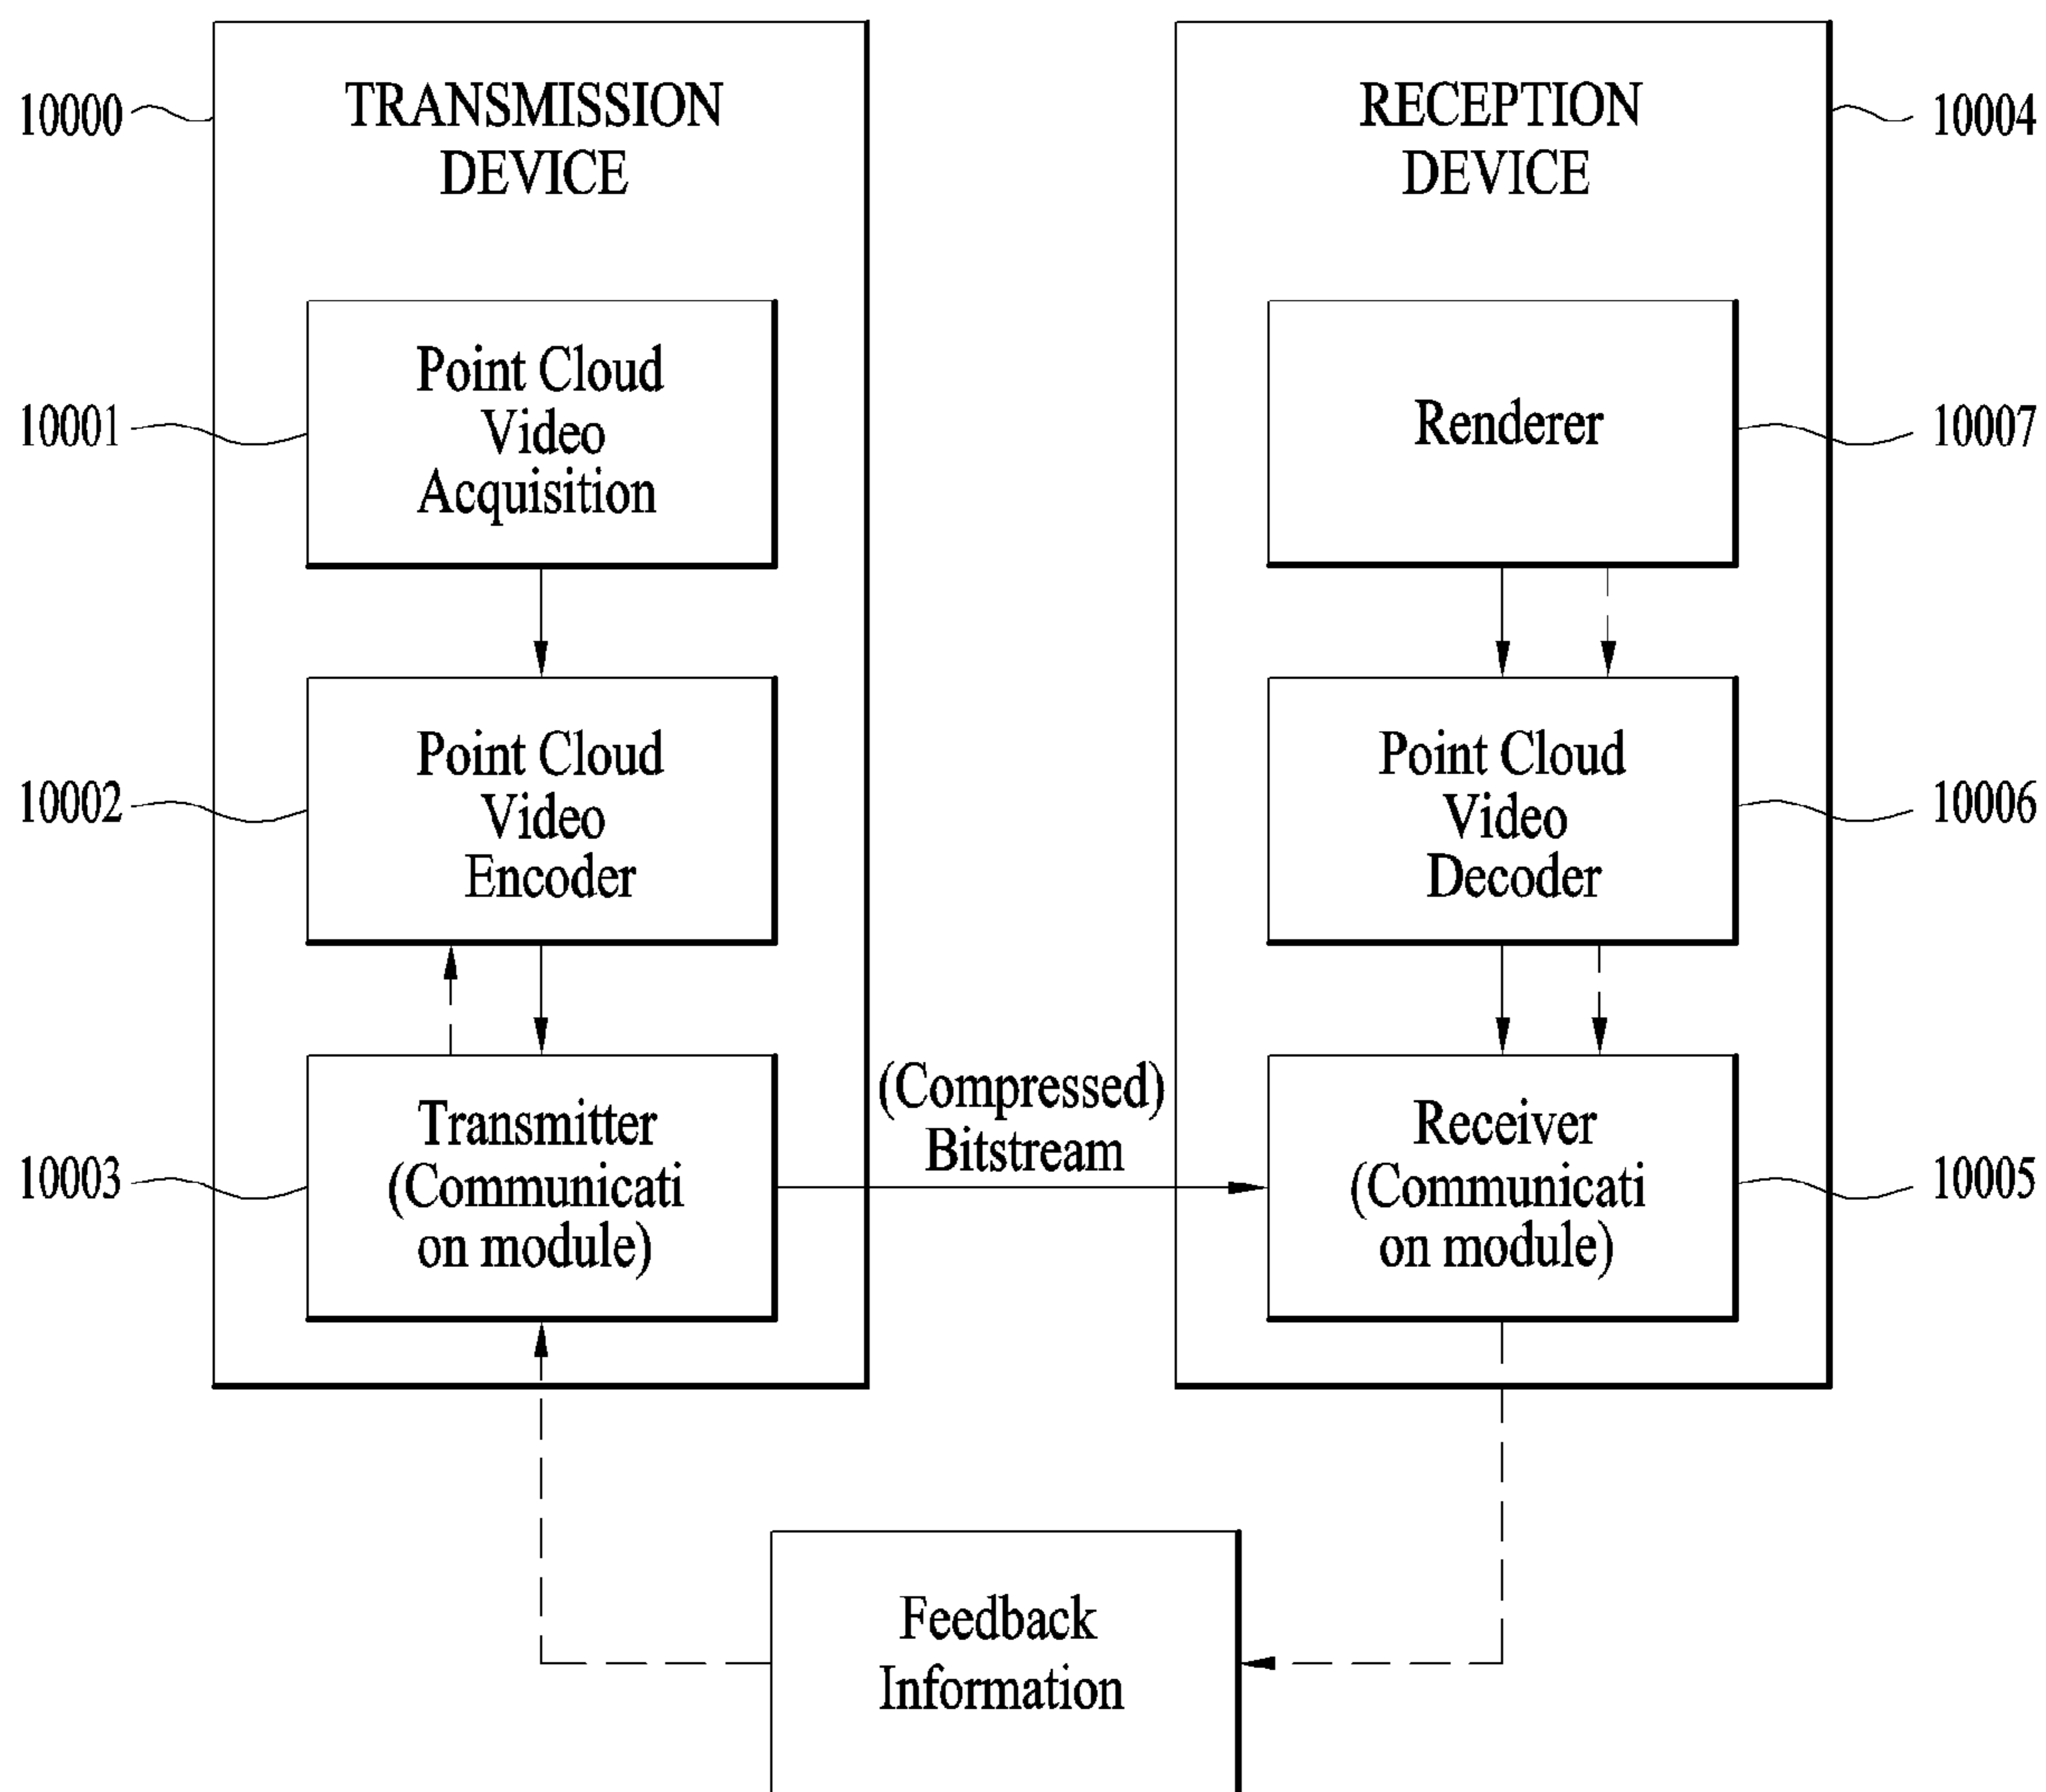 10000
TRANSMISSION
DEVICE
10001
Point Cloud
Video
Acquisition
10002
Point Cloud
Video
Encoder
10003
Transmitter
(Communicati
on module)
(Compressed)
Bitstream
RECEPTION
DEVICE
10004
Renderer
10007
Point Cloud
Video
Decoder
10006
Receiver
(Communicati
on module)
10005
Feedback
Information